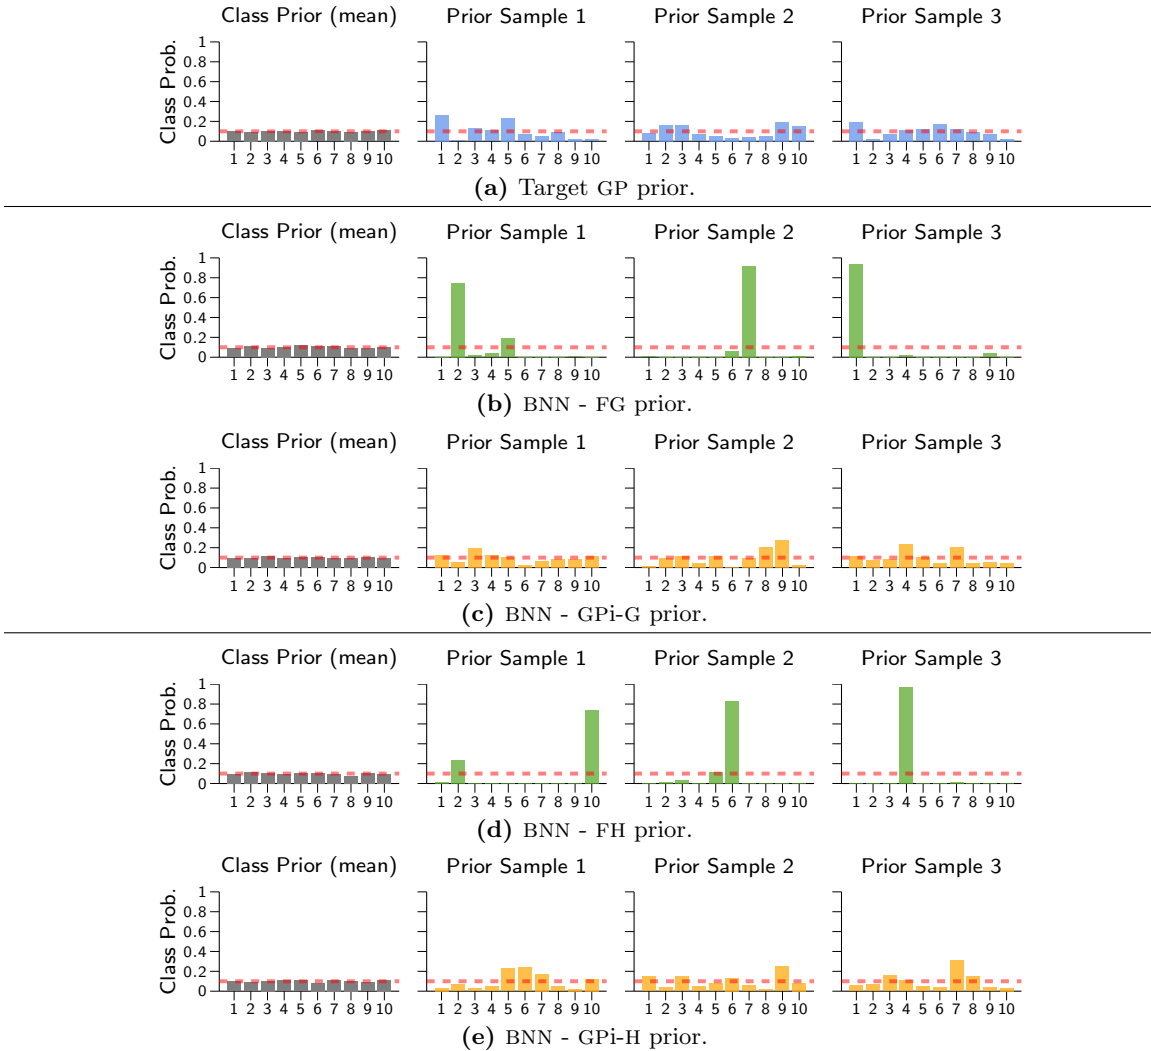 Class Prior (mean) Prior Sample 1 Prior Sample 2 Prior Sample 3
Class Prob.
1
0.8
0.6
0.4
0.2
0
1 2 3 4 5 6 7 8 9 10 1 2 3 4 5 6 7 8 9 10 1 2 3 4 5 6 7 8 9 10 1 2 3 4 5 6 7 8 9 10
(a) Target GP prior.
Class Prior (mean) Prior Sample 1 Prior Sample 2 Prior Sample 3
Class Prob.
1
0.8
0.6
0.4
0.2
0
1 2 3 4 5 6 7 8 9 10 1 2 3 4 5 6 7 8 9 10 1 2 3 4 5 6 7 8 9 10 1 2 3 4 5 6 7 8 9 10
(b) BNN - FG prior.
Class Prior (mean) Prior Sample 1 Prior Sample 2 Prior Sample 3
Class Prob.
1
0.8
0.6
0.4
0.2
0
1 2 3 4 5 6 7 8 9 10 1 2 3 4 5 6 7 8 9 10 1 2 3 4 5 6 7 8 9 10 1 2 3 4 5 6 7 8 9 10
(c) BNN - GPi-G prior.
Class Prior (mean) Prior Sample 1 Prior Sample 2 Prior Sample 3
Class Prob.
1
0.8
0.6
0.4
0.2
0
1 2 3 4 5 6 7 8 9 10 1 2 3 4 5 6 7 8 9 10 1 2 3 4 5 6 7 8 9 10 1 2 3 4 5 6 7 8 9 10
(d) BNN - FH prior.
Class Prior (mean) Prior Sample 1 Prior Sample 2 Prior Sample 3
Class Prob.
1
0.8
0.6
0.4
0.2
0
1 2 3 4 5 6 7 8 9 10 1 2 3 4 5 6 7 8 9 10 1 2 3 4 5 6 7 8 9 10 1 2 3 4 5 6 7 8 9 10
(e) BNN - GPi-H prior.